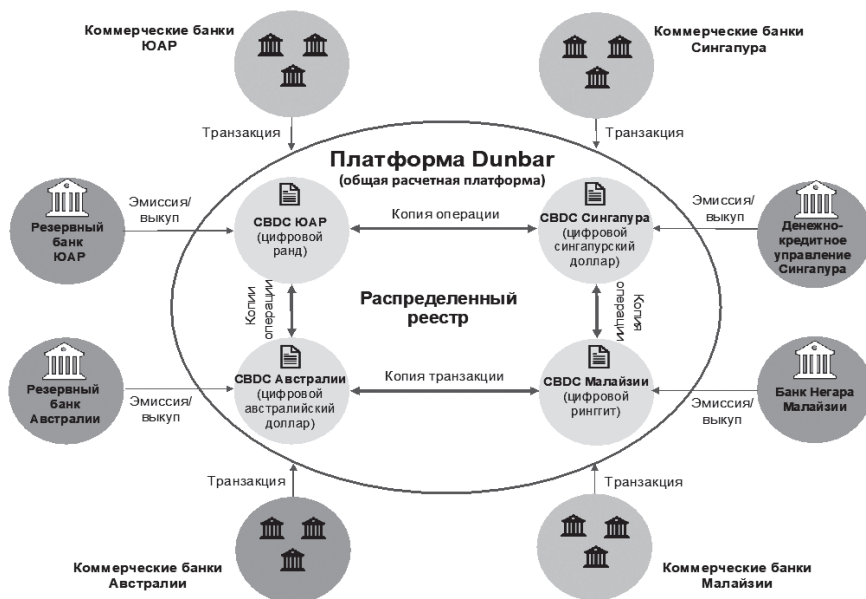 Коммерческие банки
ЮАР
Коммерческие банки
Сингапура
Транзакция
Транзакция
Платформа Dunbar
(общая расчетная платформа)
Эмиссия/
выкуп
Эмиссия/
выкуп
Резервный
банк
ЮАР
CBDC ЮАР
(цифровой
ранд)
Копия операции
CBDC Сингапура
(цифровой
сингапурский
доллар)
Денежно-
кредитное
управление
Сингапура
Копии
операции
Распределенный
реестр
Копия
операции
Резервный
банк
Австралии
Эмиссия/
выкуп
CBDC Австралии
(цифровой
австралийский
доллар)
Копия транзакции
CBDC Малайзии
(цифровой
ринггит)
Эмиссия/
выкуп
Банк Негара
Малайзии
Транзакция
Транзакция
Коммерческие банки
Австралии
Коммерческие банки
Малайзии